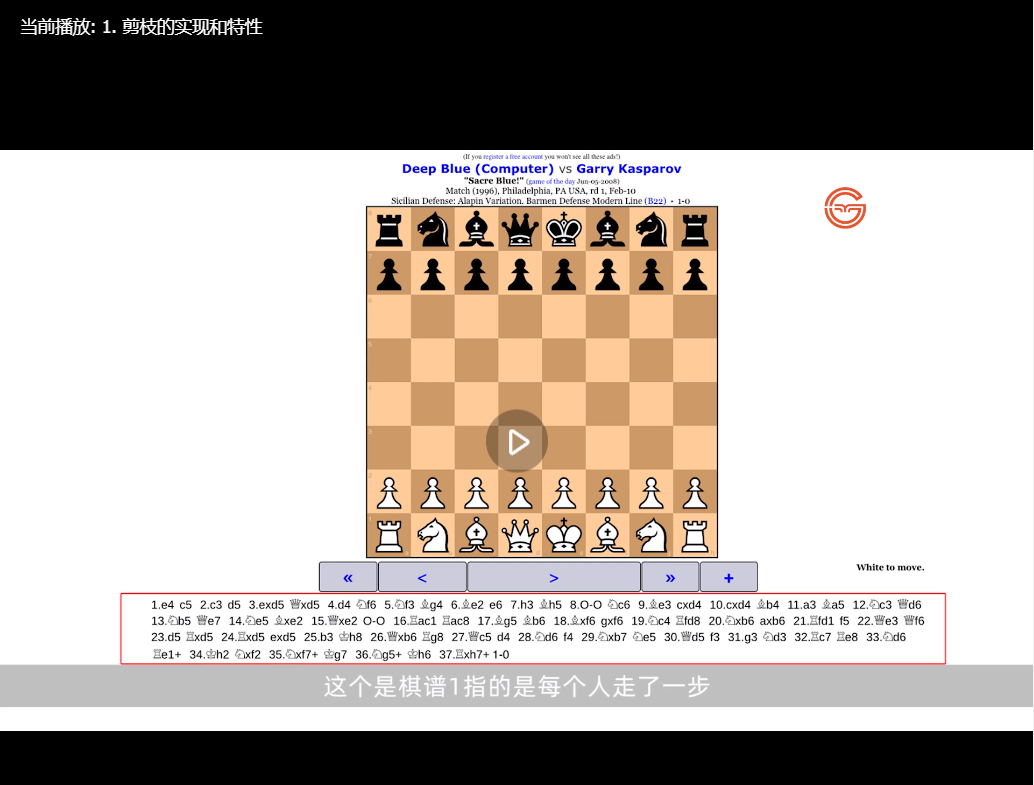 当前播放: 1. 剪枝的实现和特性
(If you register a free account you won't see all these ads!)
Deep Blue (Computer) vs Garry Kasparov
"Sacre Blue!" (game of the day Jun-05-2008)
Match (1996), Philadelphia, PA USA, rd 1, Feb-10
Sicilian Defense: Alapin Variation. Barmen Defense Modern Line (B22) · 1-0
8
7
6
5
4
3
2
1
White to move.
« < > » +
1.e4 c5 2.c3 d5 3.exd5 ♕xd5 4.d4 ♘f6 5.♘f3 ♗g4 6.♗e2 e6 7.h3 ♗h5 8.O-O ♘c6 9.♗e3 cxd4 10.cxd4 ♗b4 11.a3 ♗a5 12.♘c3 ♕d6
13.♘b5 ♕e7 14.♘e5 ♗xe2 15.♕xe2 O-O 16.♖ac1 ♖ac8 17.♗g5 ♗b6 18.♗xf6 gxf6 19.♘c4 ♖fd8 20.♘xb6 axb6 21.♖fd1 f5 22.♕e3 ♕f6
23.d5 ♖xd5 24.♖xd5 exd5 25.b3 ♔h8 26.♕xb6 ♖g8 27.♕c5 d4 28.♘d6 f4 29.♘xb7 ♘e5 30.♕d5 f3 31.g3 ♘d3 32.♖c7 ♖e8 33.♘d6
♖e1+ 34.♔h2 ♘xf2 35.♘xf7+ ♔g7 36.♘g5+ ♔h6 37.♖xh7+ 1-0
这个是棋谱1指的是每个人走了一步